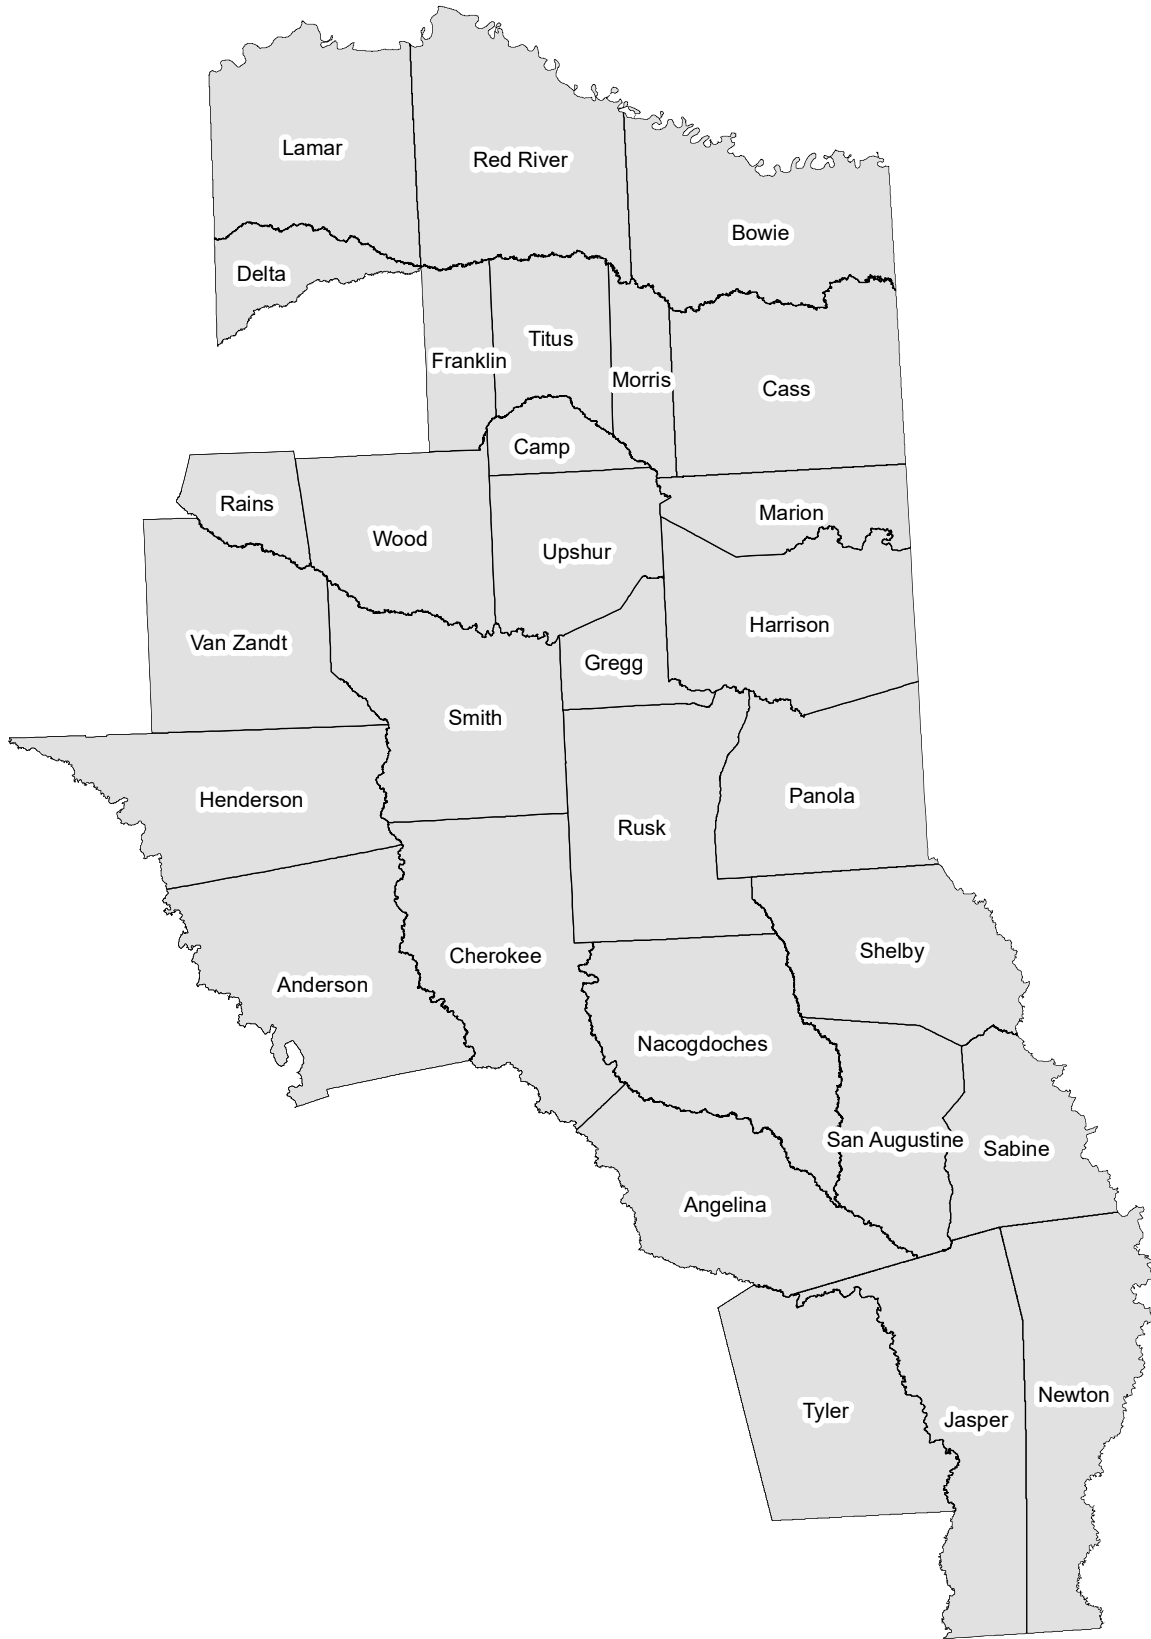 Lamar
Red River
Bowie
Delta
Titus
Franklin
Morris
Cass
Camp
Rains
Marion
Wood
Upshur
Harrison
Van Zandt
Gregg
Smith
Panola
Henderson
Rusk
Shelby
Cherokee
Anderson
Nacogdoches
San Augustine
Sabine
Angelina
Newton
Tyler
Jasper